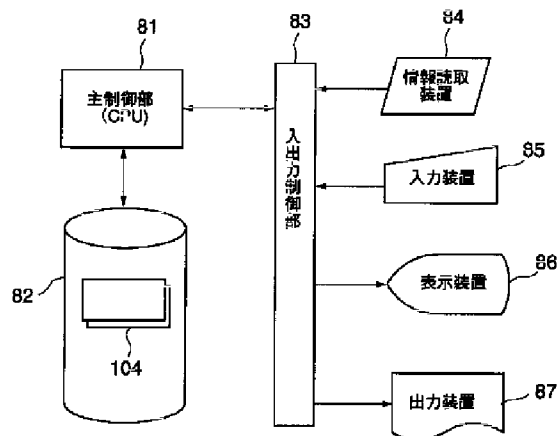 81
83
84
主制御部
(CPU)
情報読取
装置
85
入出力制御部
入力装置
82
104
86
表示装置
87
出力装置